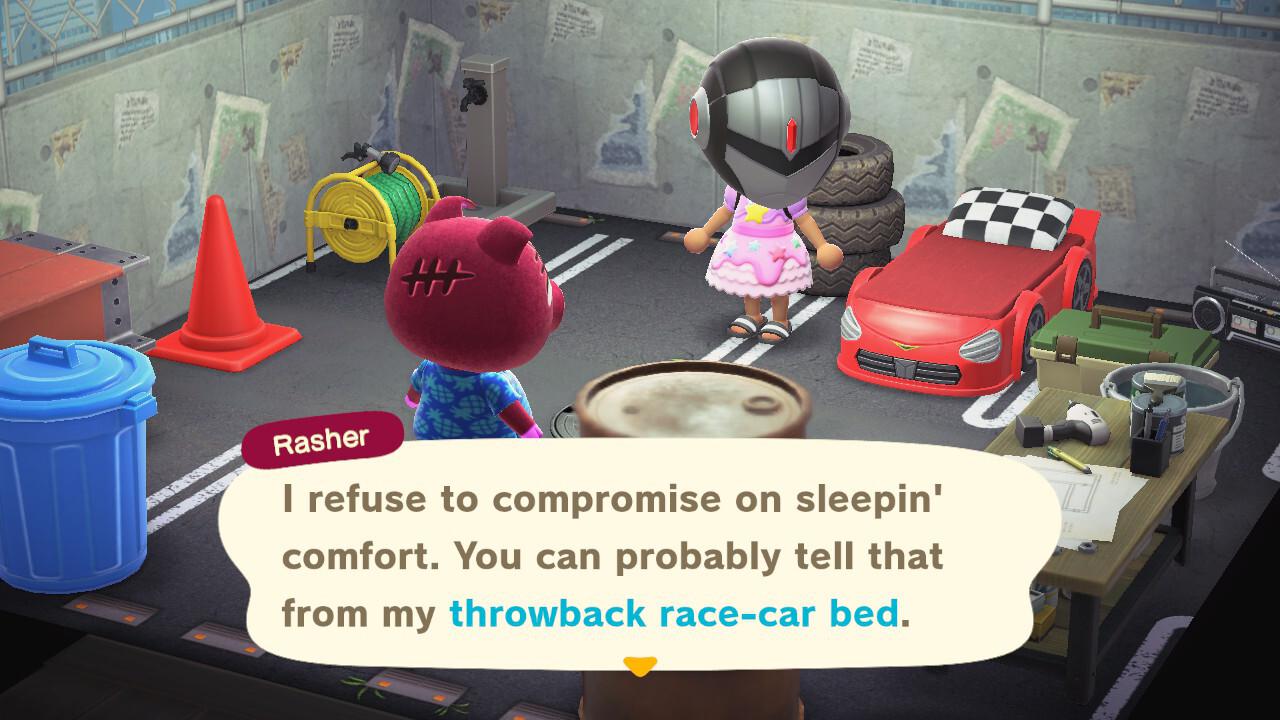 Rasher
I refuse to compromise on sleepin'
comfort. You can probably tell that
from my throwback race-car bed.